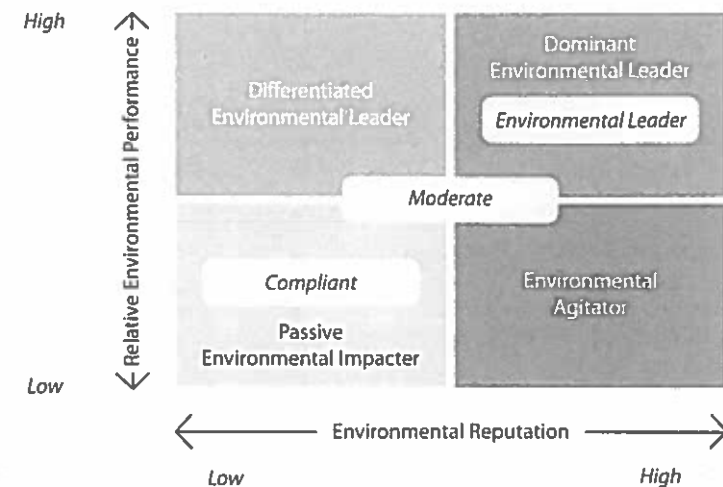 High
Relative Environmental Performance
Low
Differentiated
Environmental Leader
Dominant
Environmental Leader
Environmental Leader
Moderate
Compliant
Passive
Environmental Impacter
Environmental
Agitator
Environmental Reputation
Low
High